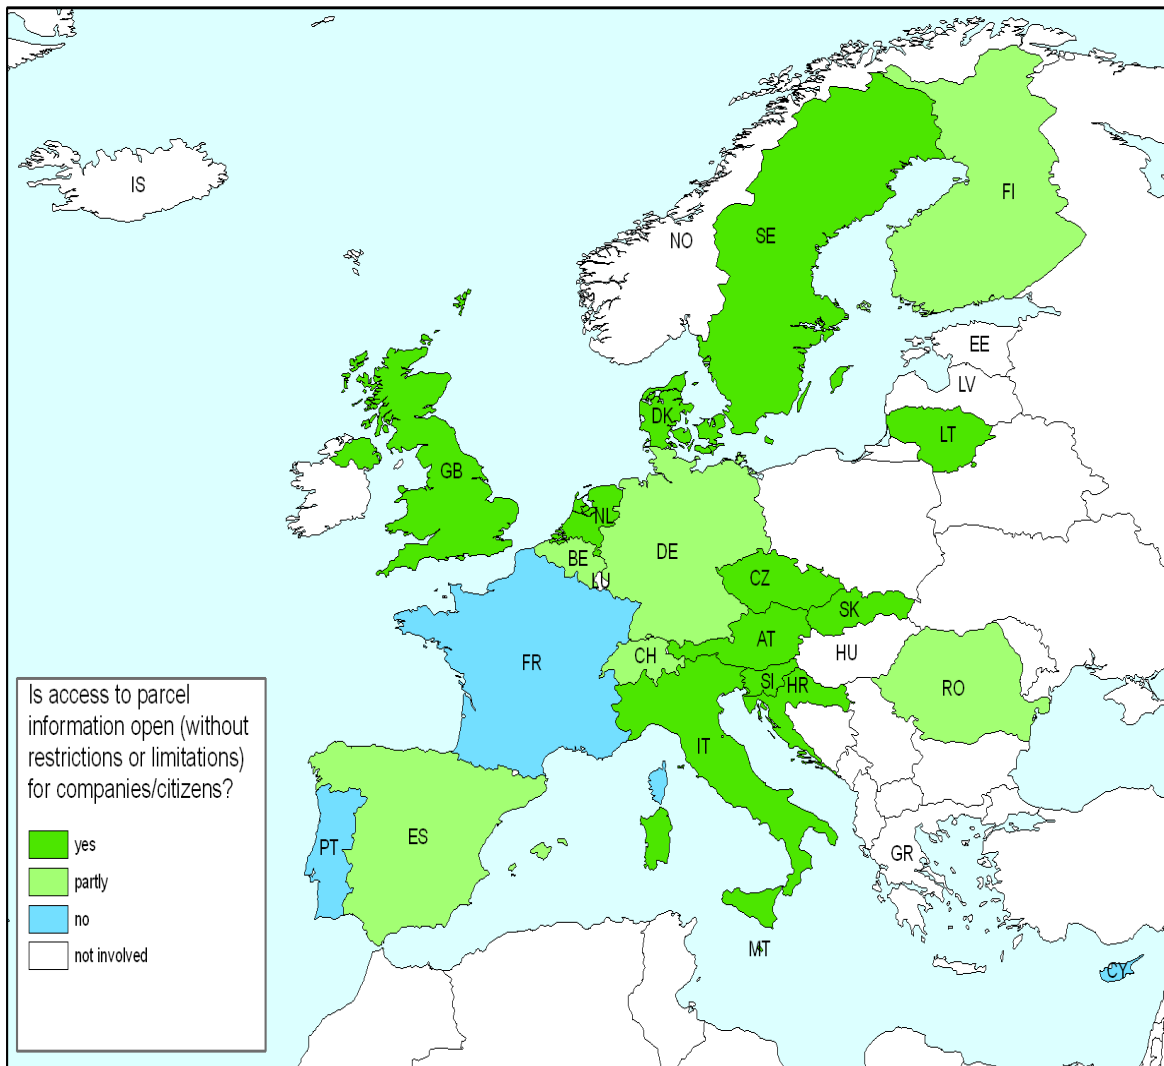 IS
FI
NO
SE
EE
LV
DK
LT
GB
NL
DE
BE
LU
CZ
SK
AT
HU
CH
FR
SI
HR
RO
IT
ES
PT
GR
MT
CY
Is access to parcel
information open (without
restrictions or limitations)
for companies/citizens?
yes
partly
no
not involved